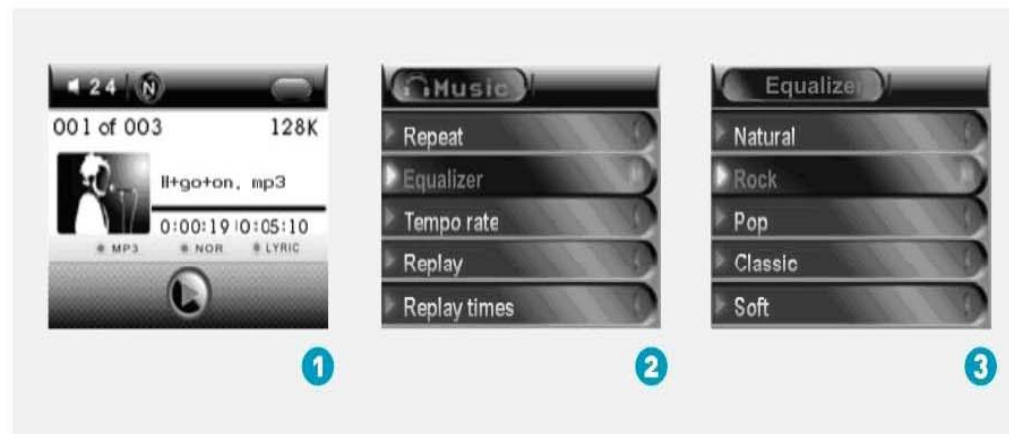 24 N
001 of 003 128K
ll+go+on, mp3
0:00:19 0:05:10
MP3 NOR LYRIC
1
Music
Repeat
Equalizer
Tempo rate
Replay
Replay times
2
Equalizer
Natural
Rock
Pop
Classic
Soft
3